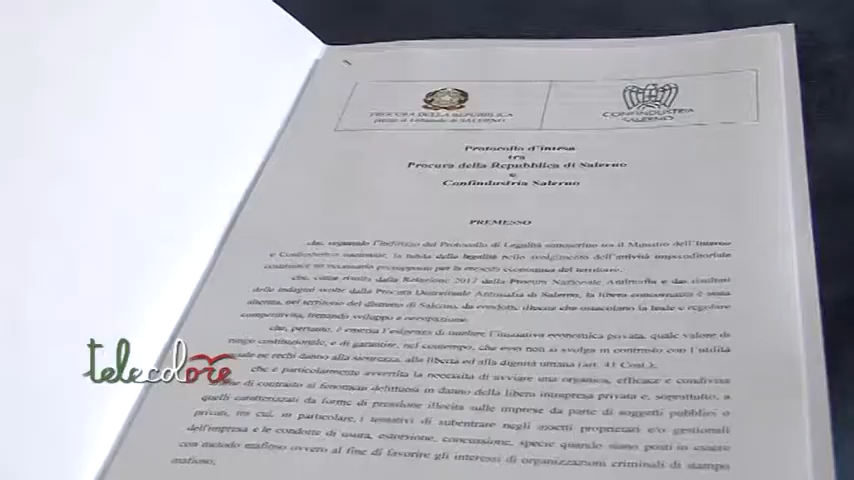 PROCURA DELLA REPUBBLICA
presso il Tribunale di SALERNO
CONFINDUSTRIA
SALERNO
Protocollo d'intesa
tra
Procura della Repubblica di Salerno
e
Confindustria Salerno
PREMESSO
che, seguendo l'indirizzo del Protocollo di Legalità sottoscritto tra il Ministro dell'Interno
e Confindustria nazionale, la tutela della legalità nello svolgimento dell'attività imprenditoriale
costituisce un necessario presupposto per la crescita economica del territorio.
che, come risulta dalla Relazione 2017 della Procura Nazionale Antimafia e dai risultati
delle indagini svolte dalla Procura Distrettuale Antimafia di Salerno, la libera concorrenza è stata
alterata, nel territorio del distretto di Salerno, da condotte illecite che ostacolano la leale e regolare
competitività, frenando sviluppo e occupazione.
che, pertanto, è emersa l'esigenza di tutelare l'iniziativa economica privata, quale valore di
rango costituzionale, e di garantire, nel contempo, che essa non si svolga in contrasto con l'utilità
sociale ne rechi danno alla sicurezza, alle libertà ed alla dignità umana (art. 41 Cost.);
che è particolarmente avvertita la necessità di avviare una organica, efficace e condivisa
azione di contrasto ai fenomeni delittuosi in danno della libera intrapresa privata e, soprattutto, a
quelli caratterizzati da forme di pressione illecita sulle imprese da parte di soggetti pubblici o
privati, tra cui, in particolare, i tentativi di subentrare negli assetti proprietari e/o gestionali
dell'impresa e le condotte di usura, estorsione, concussione, specie quando siano posti in essere
con metodo mafioso ovvero al fine di favorire gli interessi di organizzazioni criminali di stampo
mafioso.
telecolore